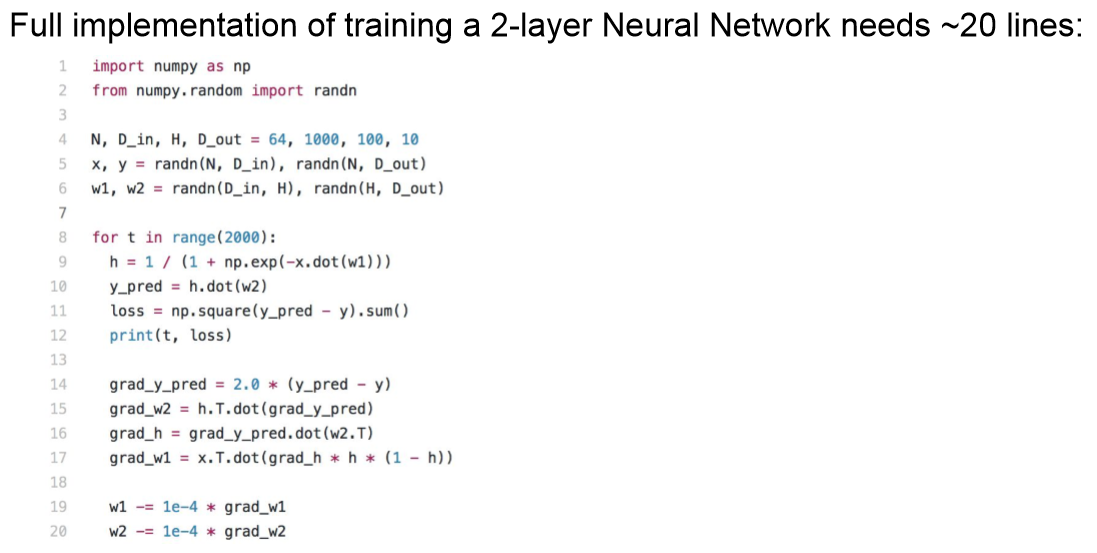 Full implementation of training a 2-layer Neural Network needs ~20 lines:
1 import numpy as np
2 from numpy.random import randn
3
4 N, D_in, H, D_out = 64, 1000, 100, 10
5 x, y = randn(N, D_in), randn(N, D_out)
6 w1, w2 = randn(D_in, H), randn(H, D_out)
7
8 for t in range(2000):
9   h = 1 / (1 + np.exp(-x.dot(w1)))
10   y_pred = h.dot(w2)
11   loss = np.square(y_pred - y).sum()
12   print(t, loss)
13
14   grad_y_pred = 2.0 * (y_pred - y)
15   grad_w2 = h.T.dot(grad_y_pred)
16   grad_h = grad_y_pred.dot(w2.T)
17   grad_w1 = x.T.dot(grad_h * h * (1 - h))
18
19   w1 -= 1e-4 * grad_w1
20   w2 -= 1e-4 * grad_w2